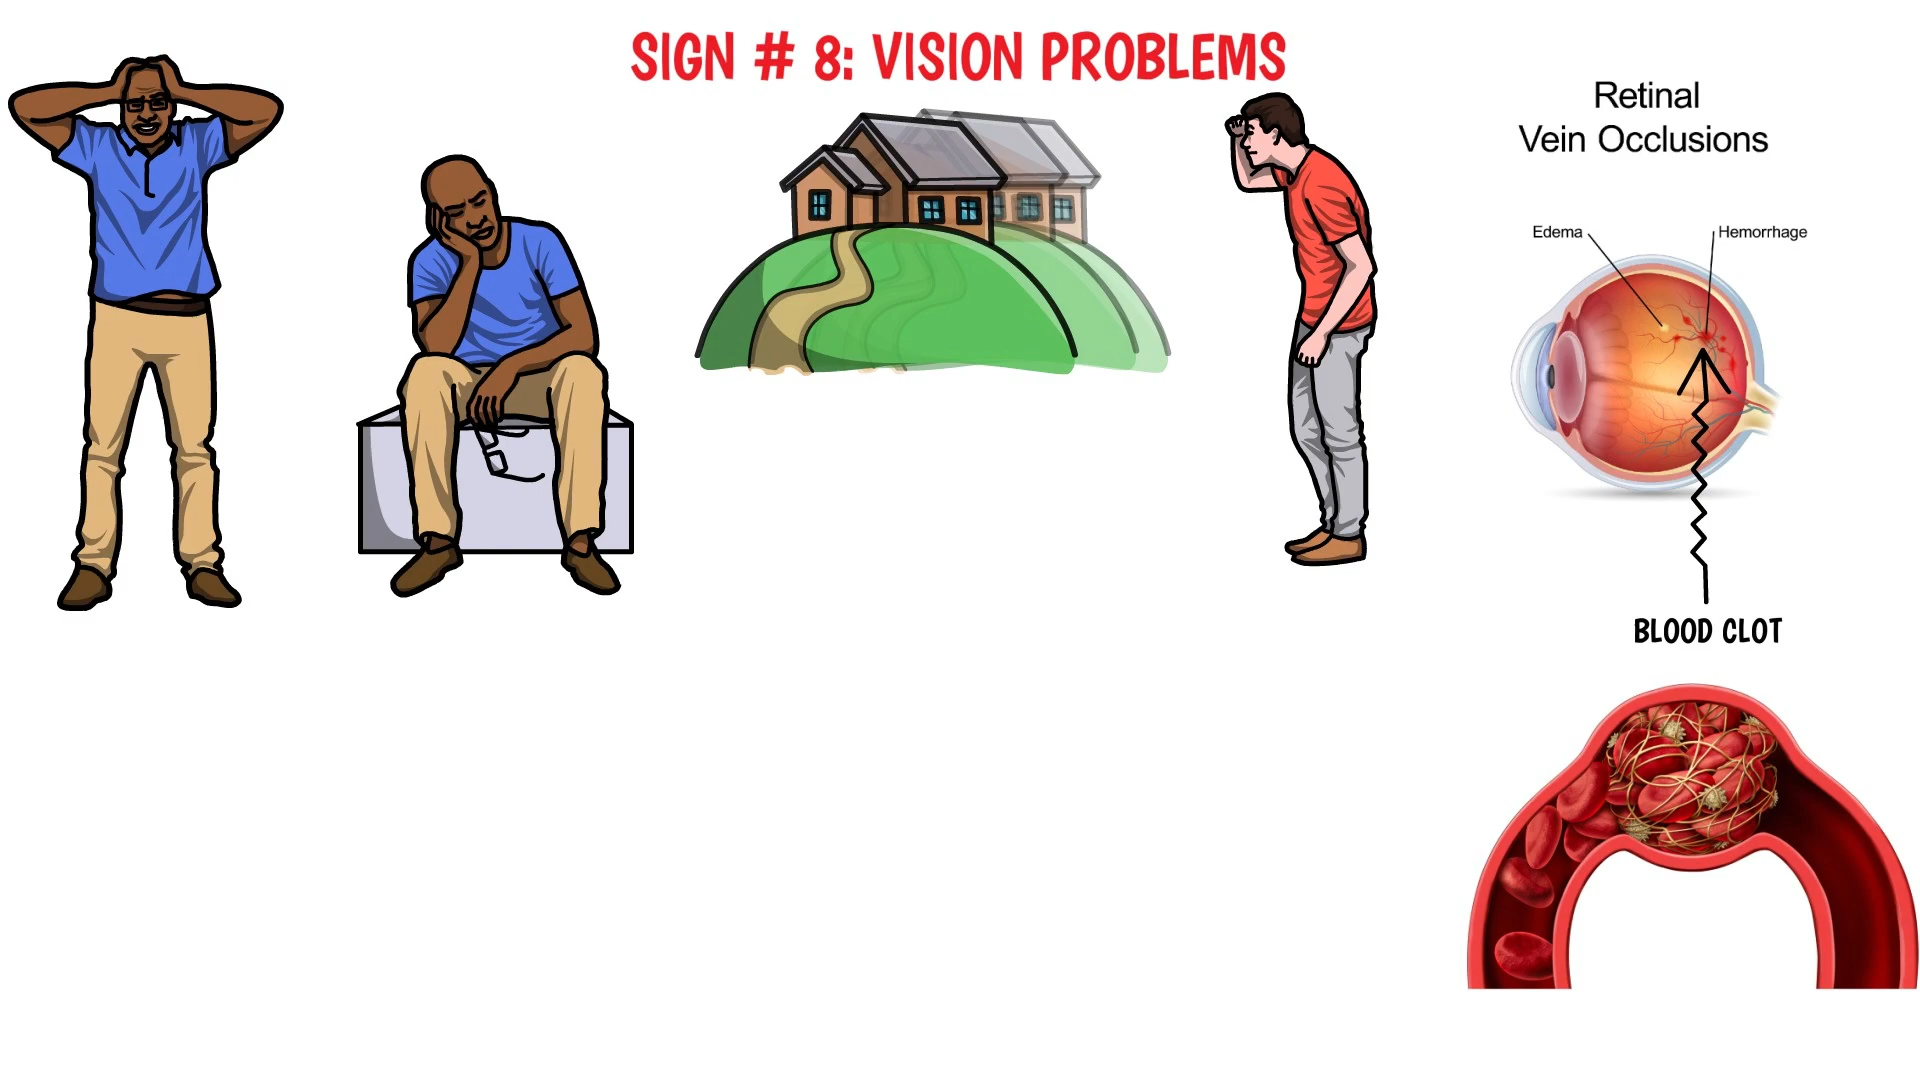 SIGN # 8: VISION PROBLEMS
Retinal
Vein Occlusions
Edema
Hemorrhage
BLOOD CLOT